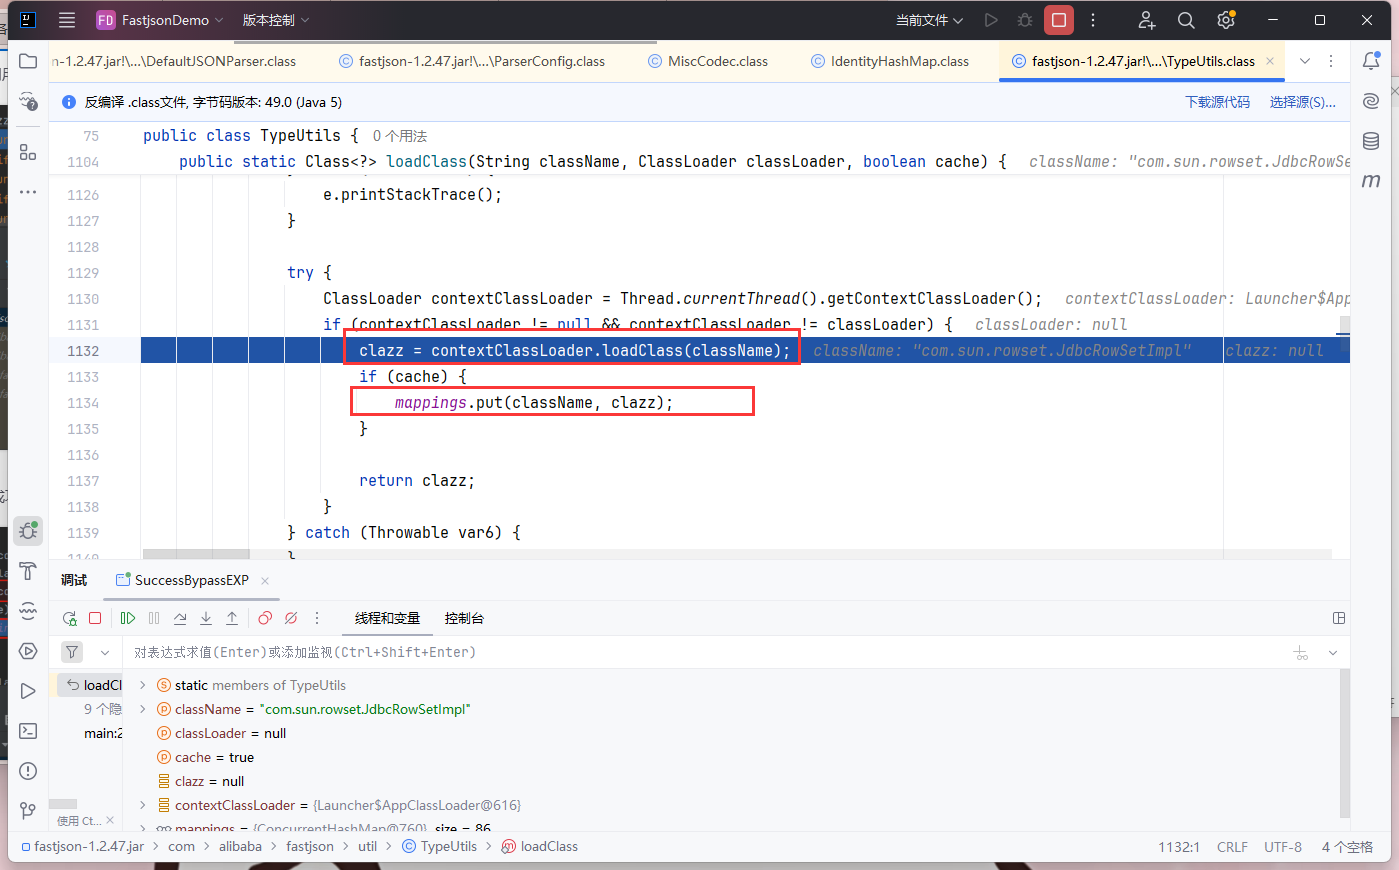 FD FastjsonDemo 版本控制 当前文件
n-1.2.47.jar!\...\DefaultJSONParser.class fastjson-1.2.47.jar!\...\ParserConfig.class MiscCodec.class IdentityHashMap.class fastjson-1.2.47.jar!\...\TypeUtils.class
反编译 .class文件, 字节码版本: 49.0 (Java 5) 下载源代码 选择源(S)...
75 public class TypeUtils { 0 个用法
1104 public static Class<?> loadClass(String className, ClassLoader classLoader, boolean cache) { className: "com.sun.rowset.JdbcRowSe
1126 e.printStackTrace();
1127 }
1128
1129 try {
1130 ClassLoader contextClassLoader = Thread.currentThread().getContextClassLoader(); contextClassLoader: Launcher$App
1131 if (contextClassLoader != null && contextClassLoader != classLoader) { classLoader: null
1132 clazz = contextClassLoader.loadClass(className); className: "com.sun.rowset.JdbcRowSetImpl" clazz: null
1133 if (cache) {
1134 mappings.put(className, clazz);
1135 }
1136
1137 return clazz;
1138 }
1139 } catch (Throwable var6) {
1140 }
调试 SuccessBypassEXP
线程和变量 控制台
对表达式求值(Enter)或添加监视(Ctrl+Shift+Enter)
loadCl
9 个隐
main:2
static members of TypeUtils
className = "com.sun.rowset.JdbcRowSetImpl"
classLoader = null
cache = true
clazz = null
contextClassLoader = {Launcher$AppClassLoader@616}
mappings = {ConcurrentHashMap@760} size = 86
使用 Ct...
fastjson-1.2.47.jar com alibaba fastjson util TypeUtils loadClass 1132:1 CRLF UTF-8 4 个空格